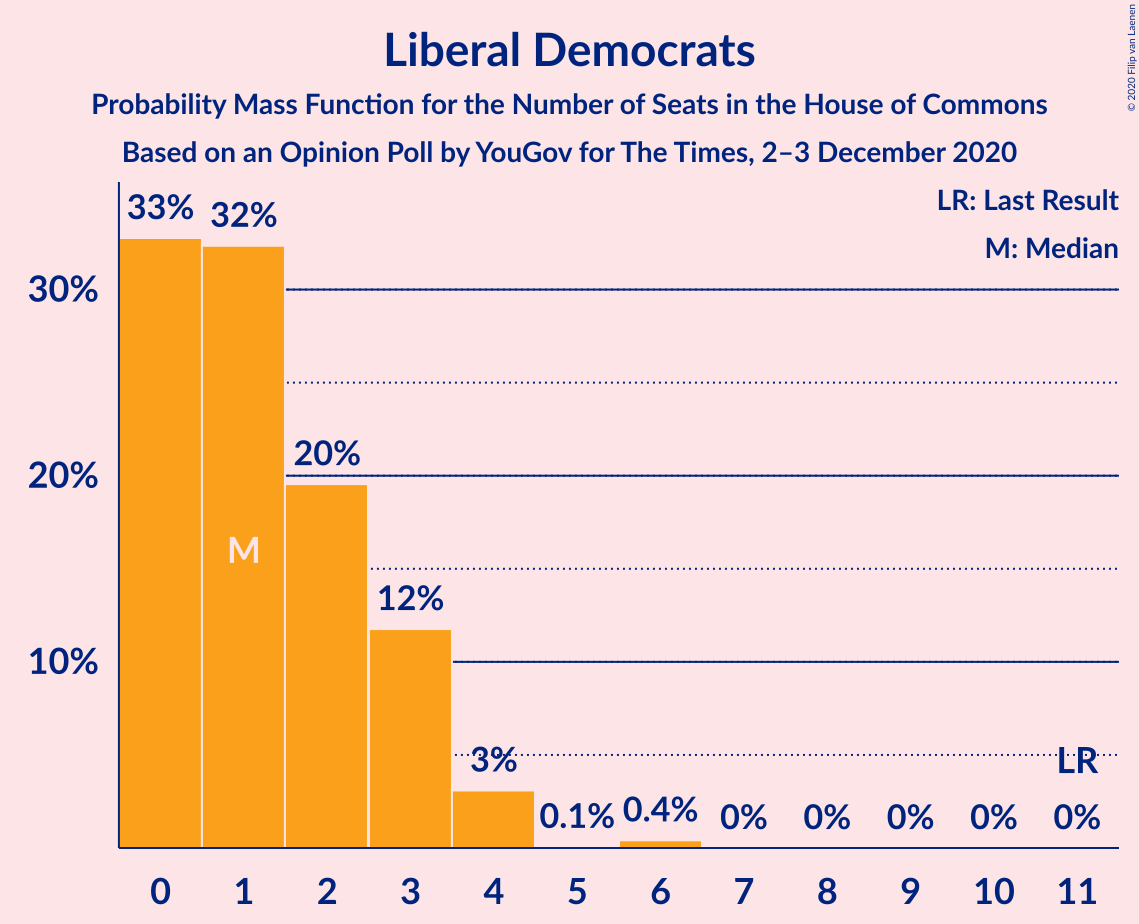 Liberal Democrats
Probability Mass Function for the Number of Seats in the House of Commons
Based on an Opinion Poll by YouGov for The Times, 2–3 December 2020
© 2020 Filip van Laenen
LR: Last Result
M: Median
33%
32%
30%
20%
20%
M
12%
10%
3%
LR
0.1%
0.4%
0%
0%
0%
0%
0%
0 1 2 3 4 5 6 7 8 9 10 11